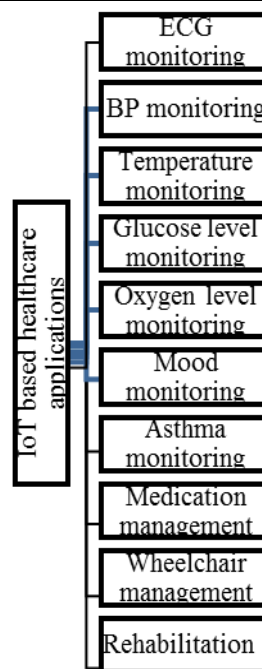 IoT based healthcare
applications
ECG
monitoring
BP monitoring
Temperature
monitoring
Glucose level
monitoring
Oxygen level
monitoring
Mood
monitoring
Asthma
monitoring
Medication
management
Wheelchair
management
Rehabilitation